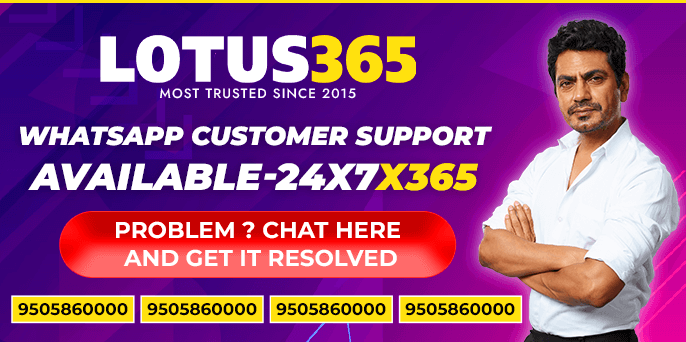 LOTUS365
MOST TRUSTED SINCE 2015
WHATSAPP CUSTOMER SUPPORT
AVAILABLE-24X7X365
PROBLEM ? CHAT HERE
AND GET IT RESOLVED
9505860000 9505860000 9505860000 9505860000